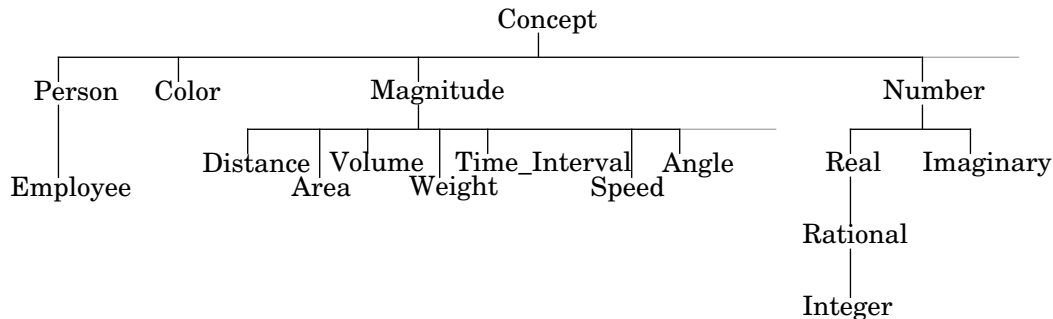 Concept
Person Color Magnitude Number
Distance Volume Time_Interval Angle Real Imaginary
Employee Area Weight Speed
Rational
Integer